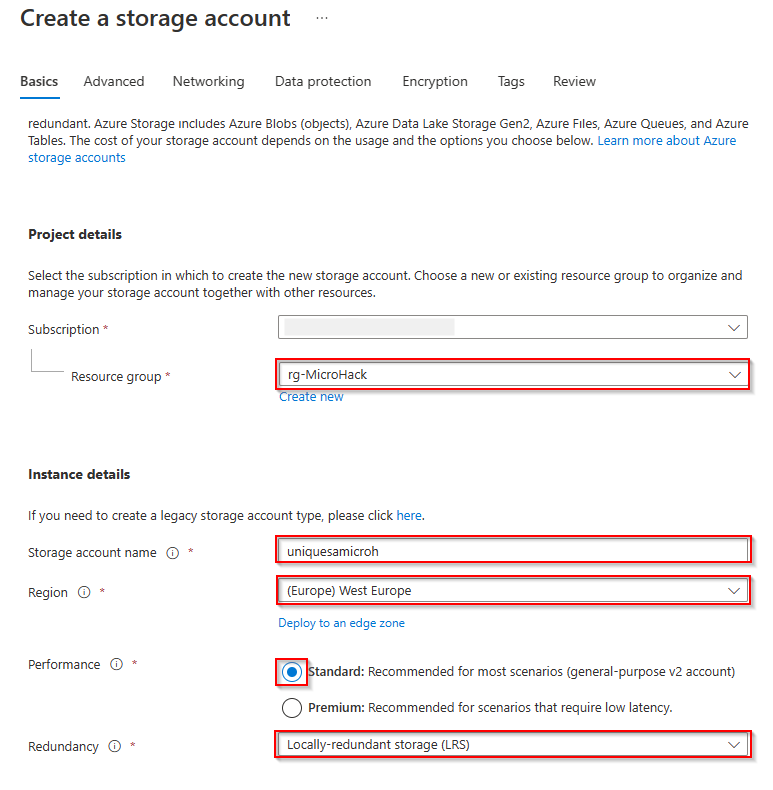 Create a storage account ...
Basics Advanced Networking Data protection Encryption Tags Review
redundant. Azure Storage includes Azure Blobs (objects), Azure Data Lake Storage Gen2, Azure Files, Azure Queues, and Azure
Tables. The cost of your storage account depends on the usage and the options you choose below. Learn more about Azure
storage accounts
Project details
Select the subscription in which to create the new storage account. Choose a new or existing resource group to organize and
manage your storage account together with other resources.
Subscription *
Resource group * rg-MicroHack
Create new
Instance details
If you need to create a legacy storage account type, please click here.
Storage account name * uniquesamicroh
Region * (Europe) West Europe
Deploy to an edge zone
Performance * Standard: Recommended for most scenarios (general-purpose v2 account)
Premium: Recommended for scenarios that require low latency.
Redundancy * Locally-redundant storage (LRS)